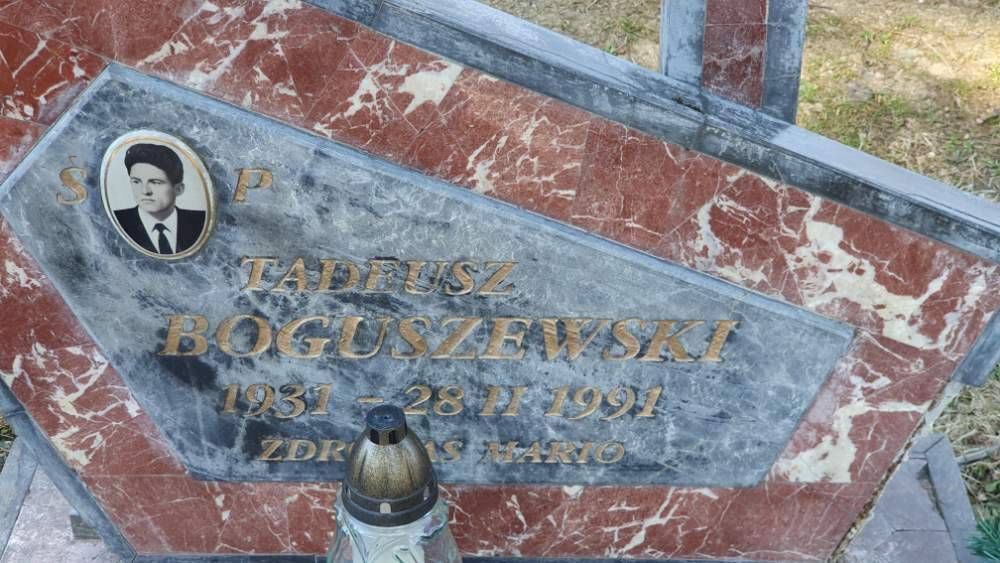 Ś P
TADEUSZ
BOGUSZEWSKI
1931 - 28 II 1991
MARIO